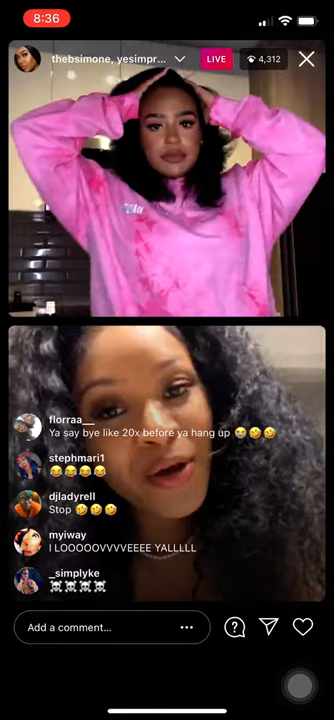 8:36
thebsimone, yesimpr...
LIVE
4,312
florraa__
Ya say bye like 20x before ya hang up 😭🤣🤣
stephmari1
😂😂😂😂
djladyrell
Stop 🤣🤣🤣
myiway
I LOOOOOVVVVEEEE YALLLLL
_simplyke
☠️☠️☠️☠️
Add a comment...